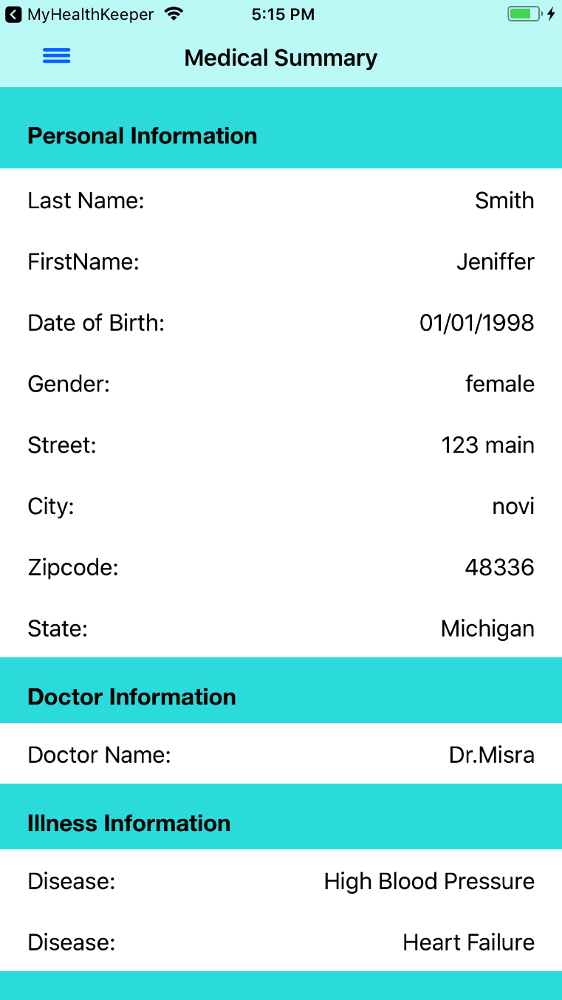 MyHealthKeeper 5:15 PM
Medical Summary
Personal Information
Last Name: Smith
FirstName: Jeniffer
Date of Birth: 01/01/1998
Gender: female
Street: 123 main
City: novi
Zipcode: 48336
State: Michigan
Doctor Information
Doctor Name: Dr.Misra
Illness Information
Disease: High Blood Pressure
Disease: Heart Failure